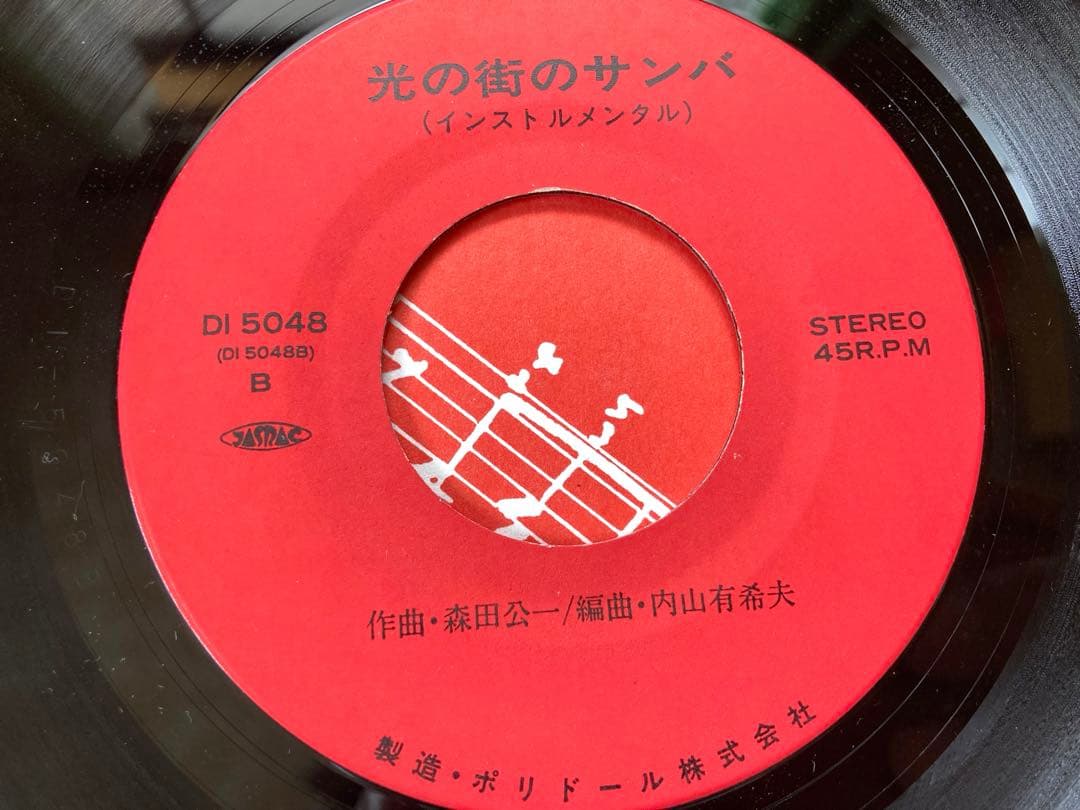 光の街のサンバ
（インストルメンタル）
DI 5048
(DI 5048B)
B
JASRAC
STEREO
45R.P.M
作曲・森田公一/編曲・内山有希夫
製造・ポリドール株式会社